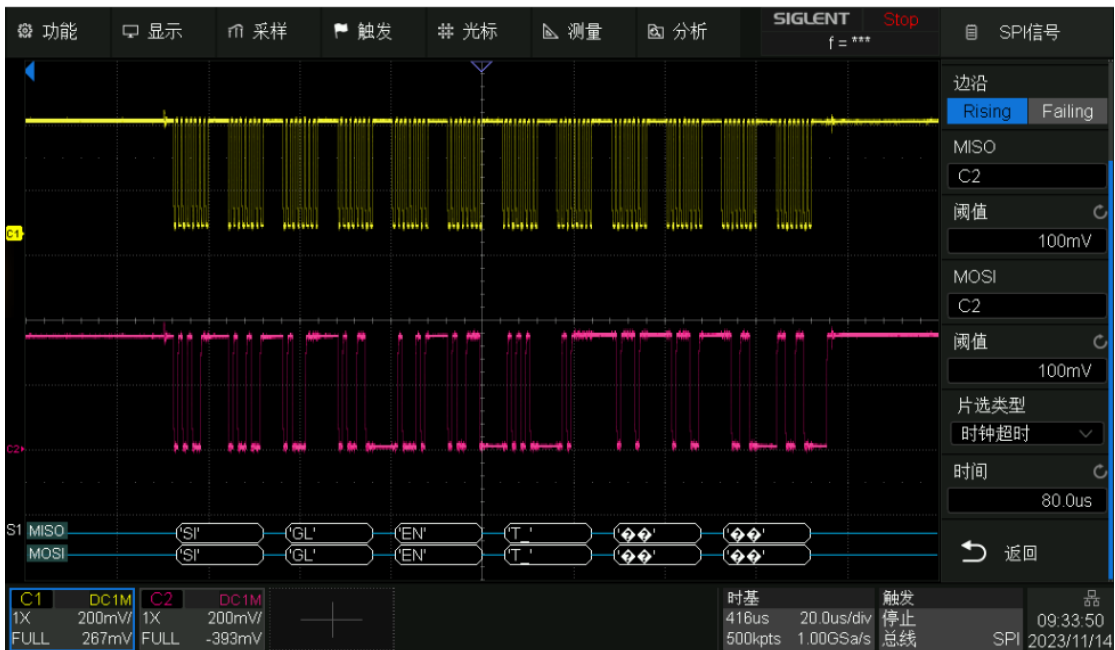 功能 显示 采样 触发 光标 测量 分析 SIGLENT Stop SPI信号
f = ***
边沿
Rising Failing
MISO
C2
阈值
100mV
MOSI
C2
阈值
100mV
片选类型
时钟超时
时间
80.0us
返回
C1
C2
S1 MISO 'SI' 'GL' 'EN' 'T_' '��' '��'
MOSI 'SI' 'GL' 'EN' 'T_' '��' '��'
C1 DC1M C2 DC1M 时基 触发
1X 200mV/ 1X 200mV/ 416us 20.0us/div 停止 09:33:50
FULL 267mV FULL -393mV 500kpts 1.00GSa/s 总线 SPI 2023/11/14